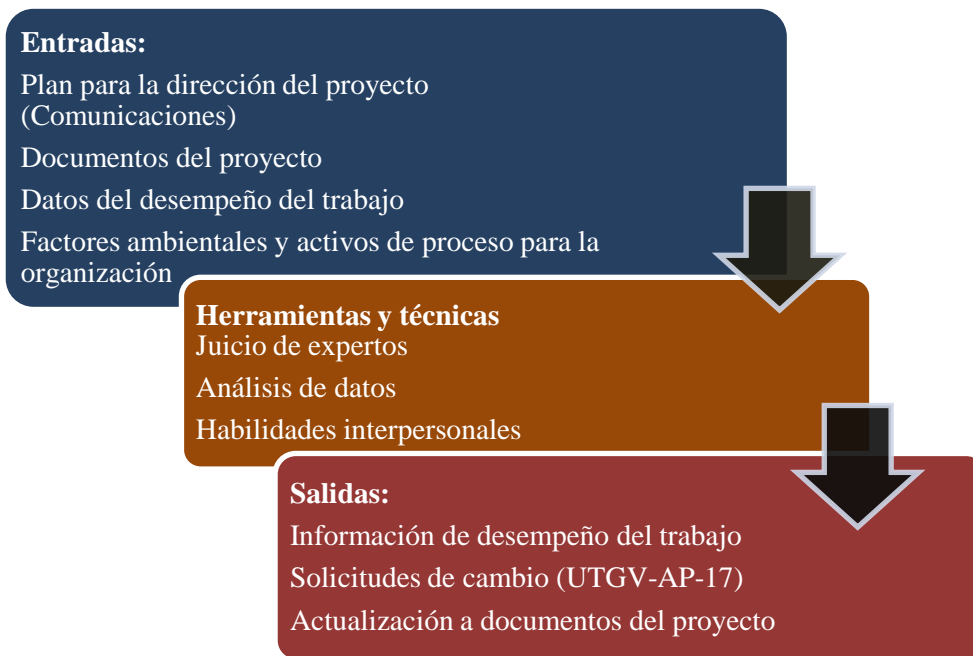 Entradas:
Plan para la dirección del proyecto
(Comunicaciones)
Documentos del proyecto
Datos del desempeño del trabajo
Factores ambientales y activos de proceso para la
organización
Herramientas y técnicas
Juicio de expertos
Análisis de datos
Habilidades interpersonales
Salidas:
Información de desempeño del trabajo
Solicitudes de cambio (UTGV-AP-17)
Actualización a documentos del proyecto